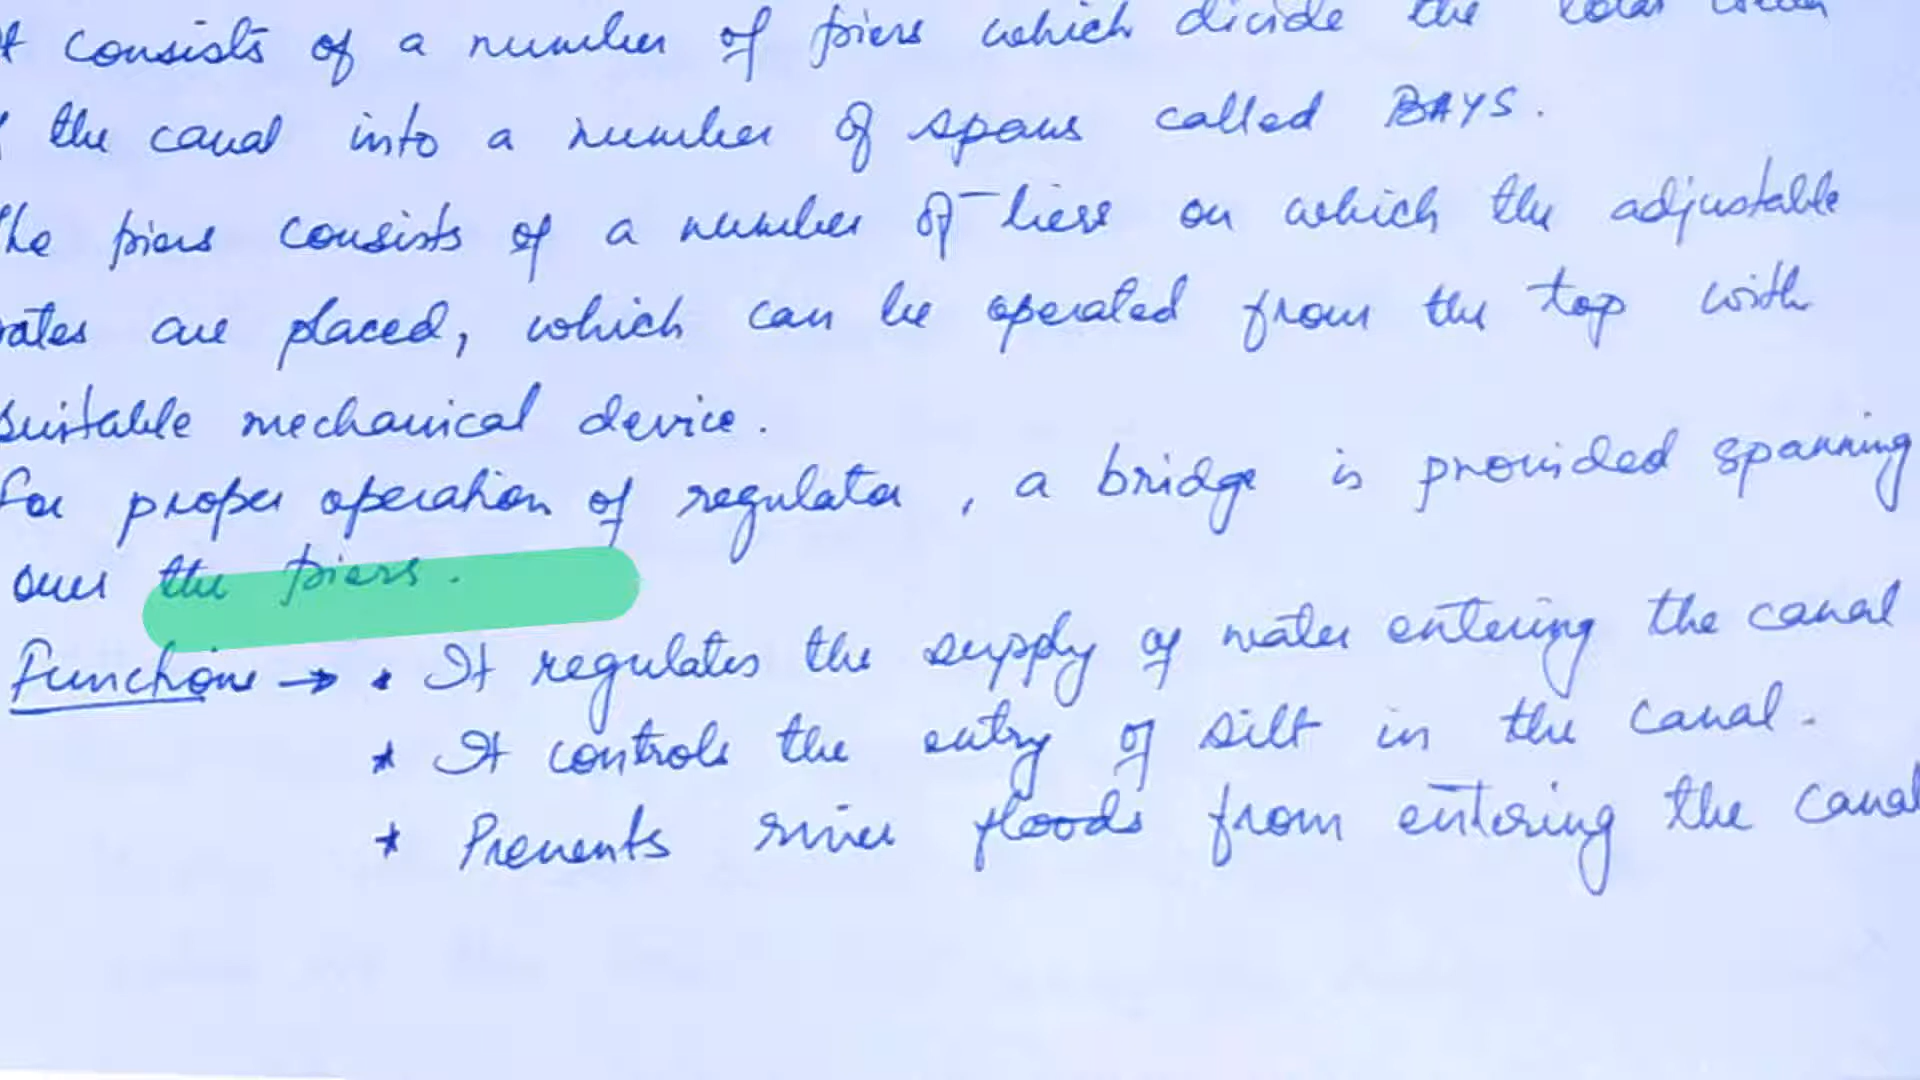 It consists of a number of piers which divide the total
the canal into a number of spans called BAYS.
The piers consists of a number of tiers on which the adjustable
are placed, which can be operated from the top with
suitable mechanical device.
For proper operation of regulator, a bridge is provided spanning
over the piers.
Functions → • It regulates the supply of water entering the canal
* It controls the entry of silt in the canal.
* Prevents river floods from entering the canal